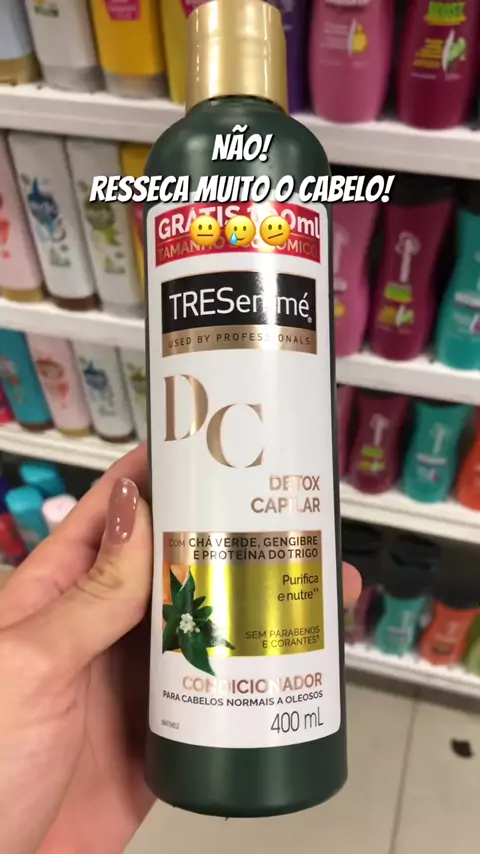 NÃO!
RESSECA MUITO O CABELO!
GRÁTIS
TAMANHO
TRESemmé
USED BY PROFESSIONALS
DC
DETOX
CAPILAR
COM CHÁ VERDE, GENGIBRE
E PROTEÍNA DO TRIGO
Purifica
e nutre**
SEM PARABENOS
E CORANTES*
CONDICIONADOR
PARA CABELOS NORMAIS A OLEOSOS
400 mL